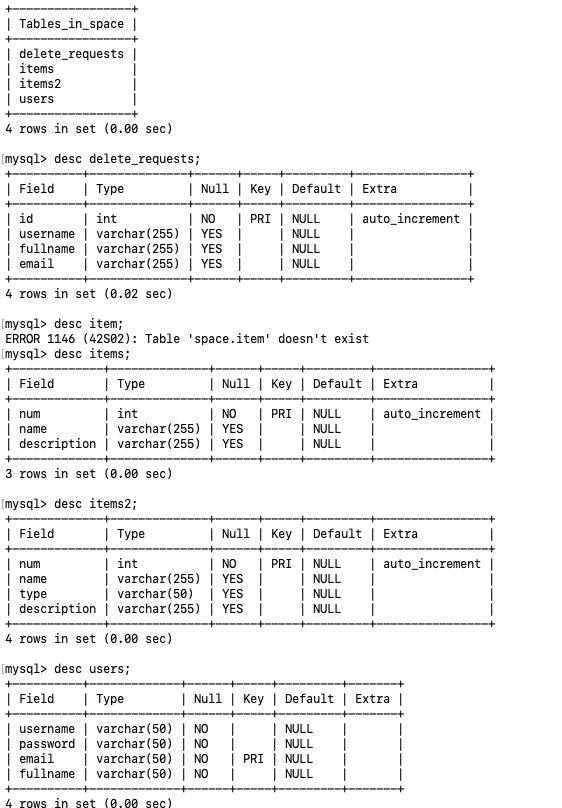 +-----------------+
| Tables_in_space |
+-----------------+
| delete_requests |
| items           |
| items2          |
| users           |
+-----------------+
4 rows in set (0.00 sec)
[mysql> desc delete_requests;
+----------+--------------+------+-----+---------+----------------+
| Field    | Type         | Null | Key | Default | Extra          |
+----------+--------------+------+-----+---------+----------------+
| id       | int          | NO   | PRI | NULL    | auto_increment |
| username | varchar(255) | YES  |     | NULL    |                |
| fullname | varchar(255) | YES  |     | NULL    |                |
| email    | varchar(255) | YES  |     | NULL    |                |
+----------+--------------+------+-----+---------+----------------+
4 rows in set (0.02 sec)
[mysql> desc item;
ERROR 1146 (42S02): Table 'space.item' doesn't exist
[mysql> desc items;
+-------------+--------------+------+-----+---------+----------------+
| Field       | Type         | Null | Key | Default | Extra          |
+-------------+--------------+------+-----+---------+----------------+
| num         | int          | NO   | PRI | NULL    | auto_increment |
| name        | varchar(255) | YES  |     | NULL    |                |
| description | varchar(255) | YES  |     | NULL    |                |
+-------------+--------------+------+-----+---------+----------------+
3 rows in set (0.00 sec)
[mysql> desc items2;
+-------------+--------------+------+-----+---------+----------------+
| Field       | Type         | Null | Key | Default | Extra          |
+-------------+--------------+------+-----+---------+----------------+
| num         | int          | NO   | PRI | NULL    | auto_increment |
| name        | varchar(255) | YES  |     | NULL    |                |
| type        | varchar(50)  | YES  |     | NULL    |                |
| description | varchar(255) | YES  |     | NULL    |                |
+-------------+--------------+------+-----+---------+----------------+
4 rows in set (0.00 sec)
[mysql> desc users;
+----------+-------------+------+-----+---------+-------+
| Field    | Type        | Null | Key | Default | Extra |
+----------+-------------+------+-----+---------+-------+
| username | varchar(50) | NO   |     | NULL    |       |
| password | varchar(50) | NO   |     | NULL    |       |
| email    | varchar(50) | NO   | PRI | NULL    |       |
| fullname | varchar(50) | NO   |     | NULL    |       |
+----------+-------------+------+-----+---------+-------+
4 rows in set (0.00 sec)